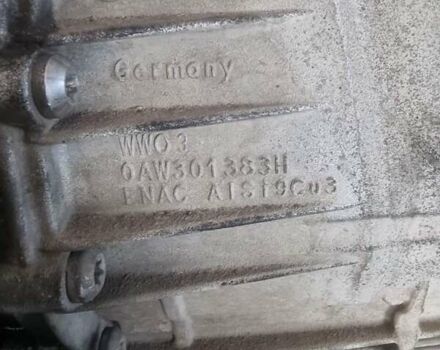 Germany
WWO3
0AW301383H
ENAC AlSi9Cu3